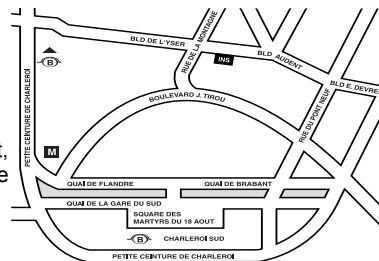 BLD DE L'YSER
RUE DE LA MONTAGNE
INS
BLD AUDENT
BLD E. DEVRE
B
PETITE CEINTURE DE CHARLEROI
BOULEVARD J. TIROU
RUE DU PONT NEUF
t,
M
e
QUAI DE FLANDRE
QUAI DE BRABANT
QUAI DE LA GARE DU SUD
SQUARE DES
MARTYRS DU 18 AOUT
B
CHARLEROI SUD
PETITE CEINTURE DE CHARLEROI